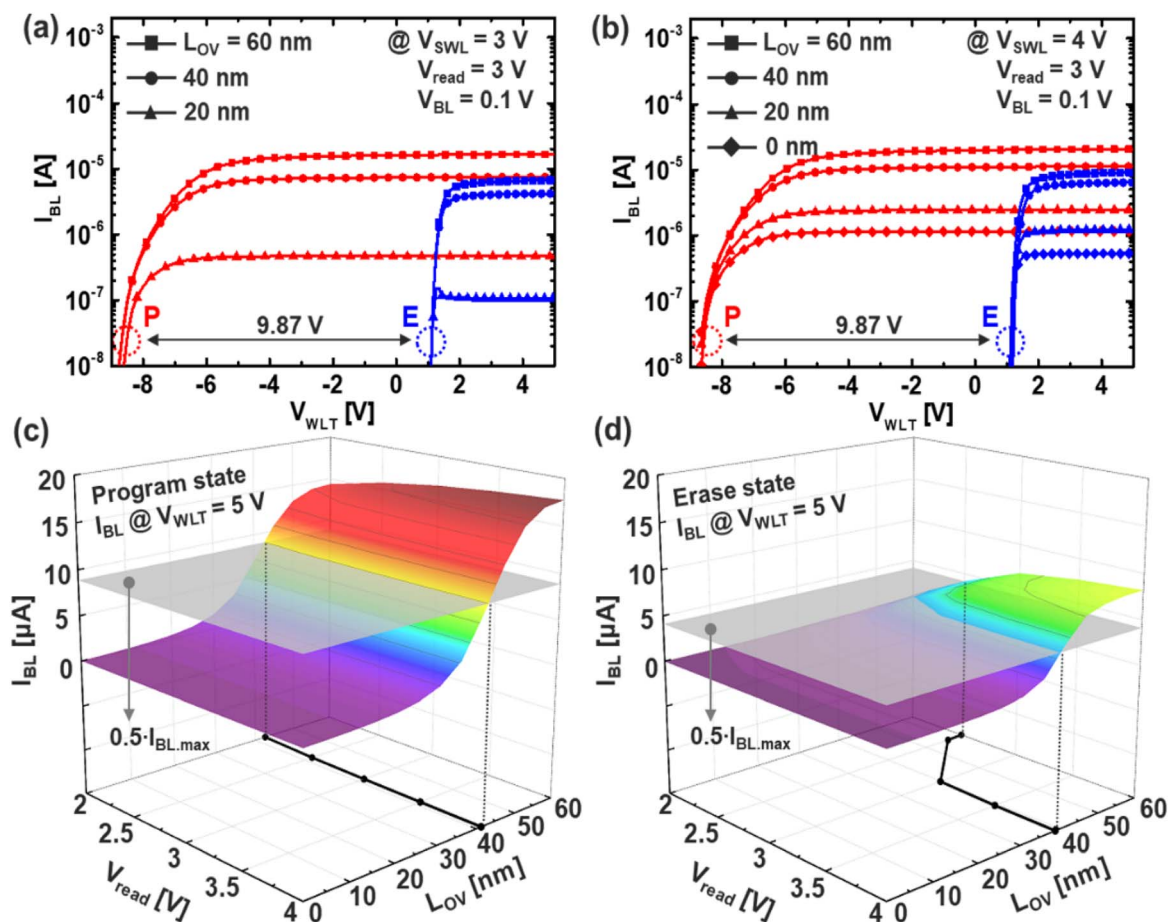 (a)
L_OV = 60 nm
40 nm
20 nm
@ V_SWL = 3 V
V_read = 3 V
V_BL = 0.1 V
10^-3
10^-4
10^-5
10^-6
10^-7
10^-8
I_BL [A]
P
E
9.87 V
-8 -6 -4 -2 0 2 4
V_WLT [V]
(b)
L_OV = 60 nm
40 nm
20 nm
0 nm
@ V_SWL = 4 V
V_read = 3 V
V_BL = 0.1 V
10^-3
10^-4
10^-5
10^-6
10^-7
10^-8
I_BL [A]
P
E
9.87 V
-8 -6 -4 -2 0 2 4
V_WLT [V]
(c)
Program state
I_BL @ V_WLT = 5 V
20
15
10
5
0
I_BL [µA]
0.5·I_BL.max
2 2.5 3 3.5 4
V_read [V]
0 10 20 30 40 50 60
L_OV [nm]
(d)
Erase state
I_BL @ V_WLT = 5 V
20
15
10
5
0
I_BL [µA]
0.5·I_BL.max
2 2.5 3 3.5 4
V_read [V]
0 10 20 30 40 50 60
L_OV [nm]